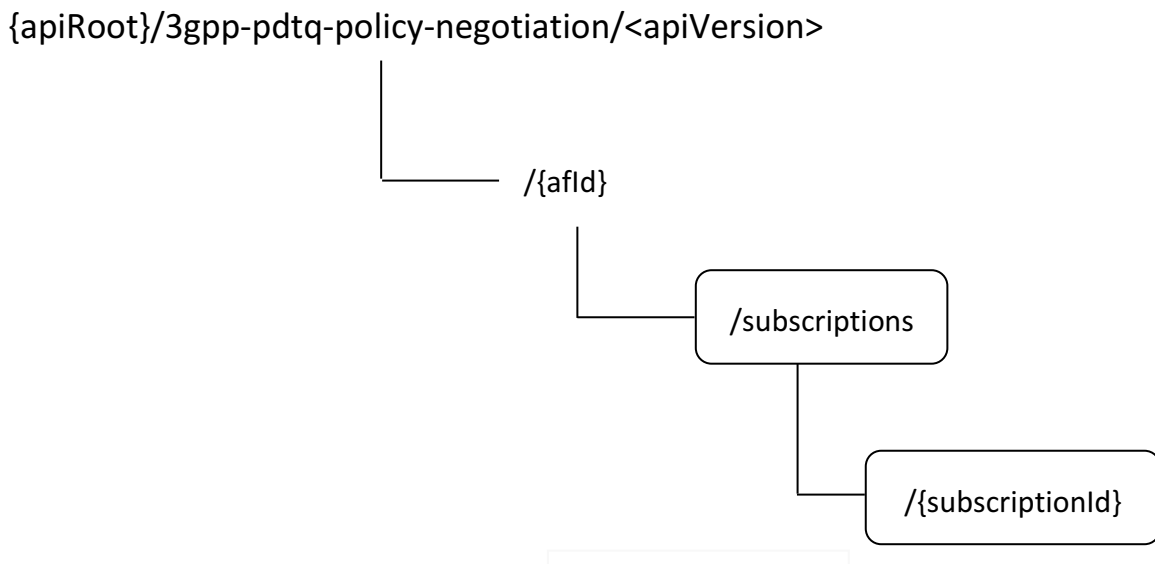 {apiRoot}/3gpp-pdtq-policy-negotiation/<apiVersion>
/{afId}
/subscriptions
/{subscriptionId}